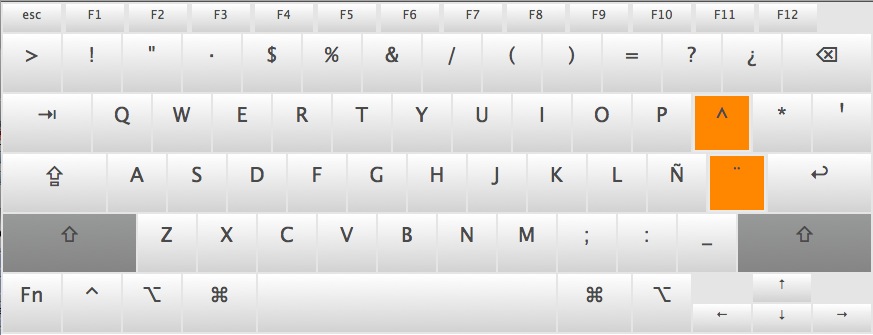 esc F1 F2 F3 F4 F5 F6 F7 F8 F9 F10 F11 F12
> ! " · $ % & / ( ) = ? ¿ ⌫
⇥ Q W E R T Y U I O P ^ * '
⇪ A S D F G H J K L Ñ ¨ ↩
⇧ Z X C V B N M ; : _ ⇧
Fn ^ ⌥ ⌘ ⌘ ⌥ ↑
← ↓ →